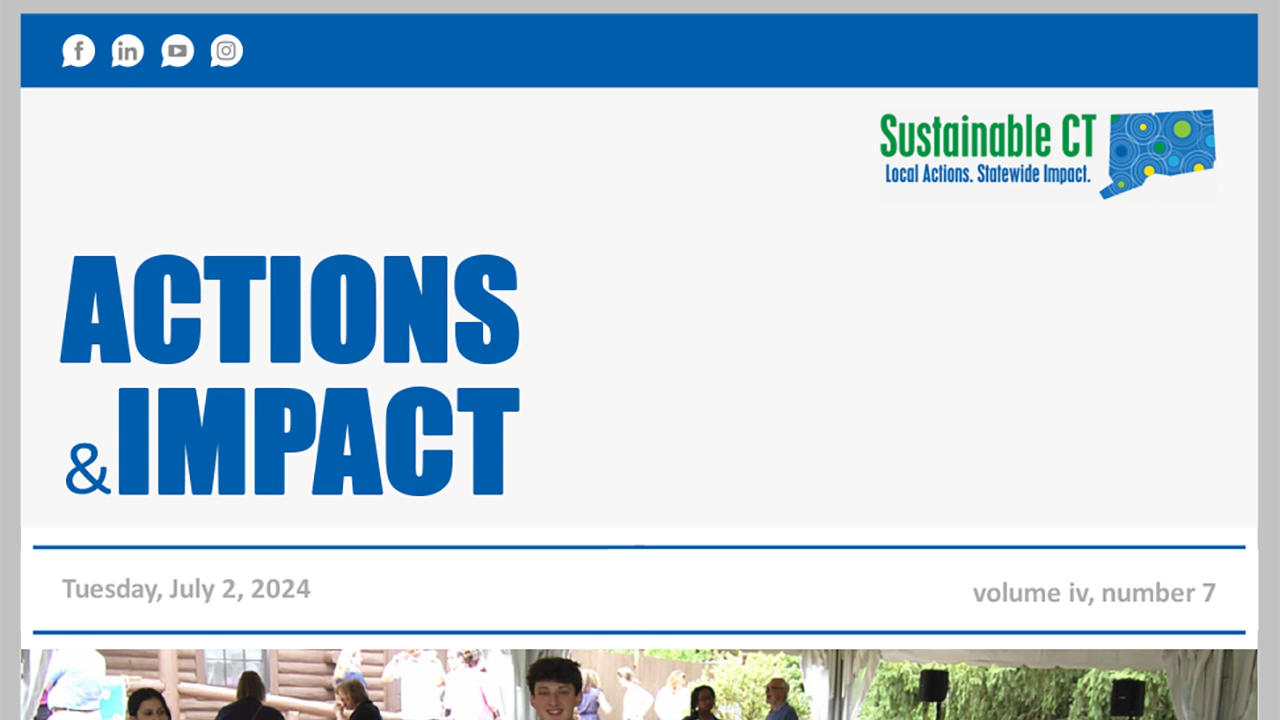 Sustainable CT
Local Actions. Statewide Impact.
ACTIONS
&IMPACT
Tuesday, July 2, 2024
volume iv, number 7